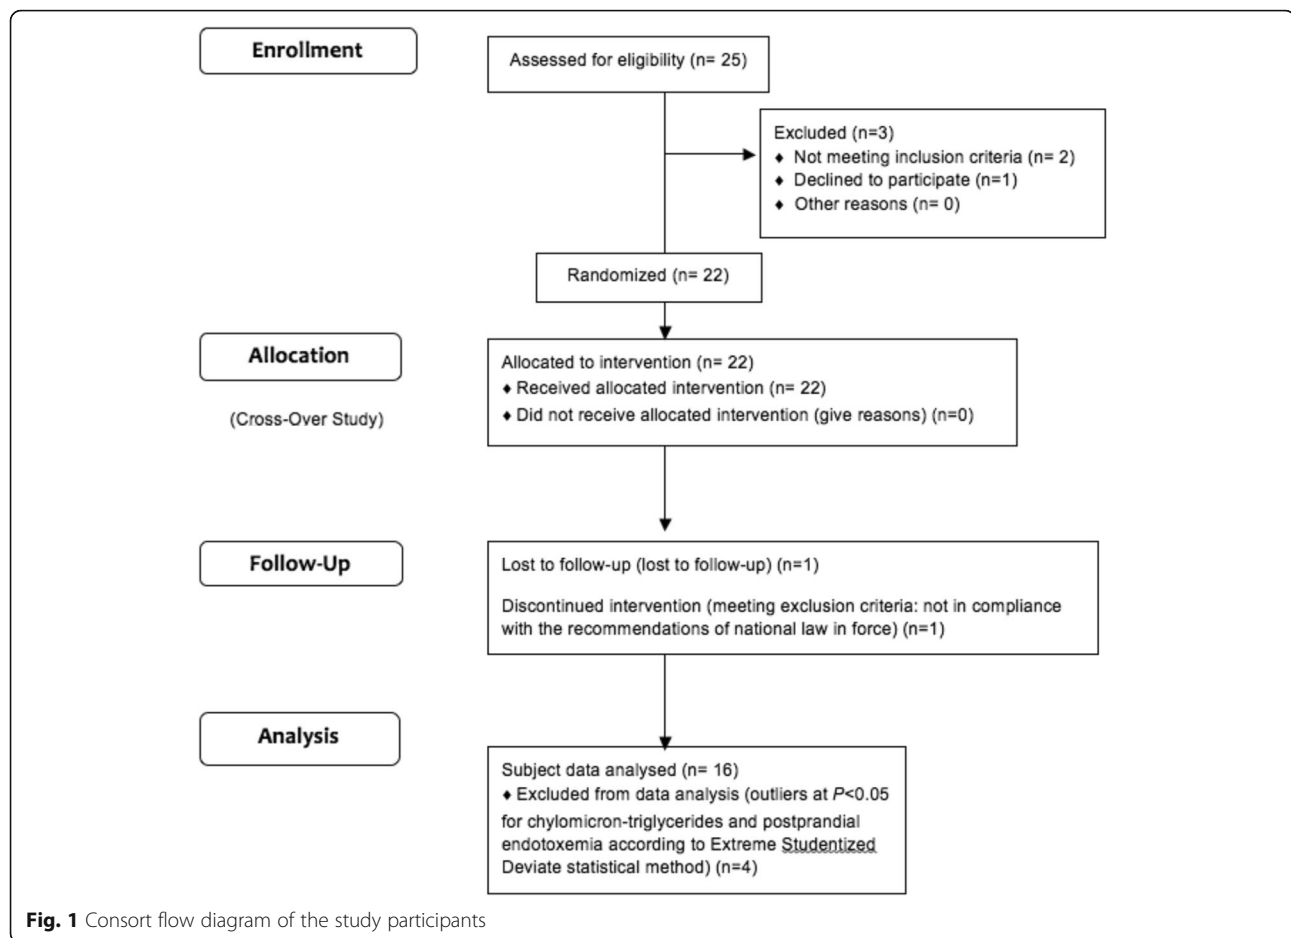 Enrollment
Assessed for eligibility (n= 25)
Excluded (n=3)
♦ Not meeting inclusion criteria (n= 2)
♦ Declined to participate (n=1)
♦ Other reasons (n= 0)
Randomized (n= 22)
Allocation
(Cross-Over Study)
Allocated to intervention (n= 22)
♦ Received allocated intervention (n= 22)
♦ Did not receive allocated intervention (give reasons) (n=0)
Follow-Up
Lost to follow-up (lost to follow-up) (n=1)
Discontinued intervention (meeting exclusion criteria: not in compliance
with the recommendations of national law in force) (n=1)
Analysis
Subject data analysed (n= 16)
♦ Excluded from data analysis (outliers at P<0.05
for chylomicron-triglycerides and postprandial
endotoxemia according to Extreme Studentized
Deviate statistical method) (n=4)
Fig. 1 Consort flow diagram of the study participants